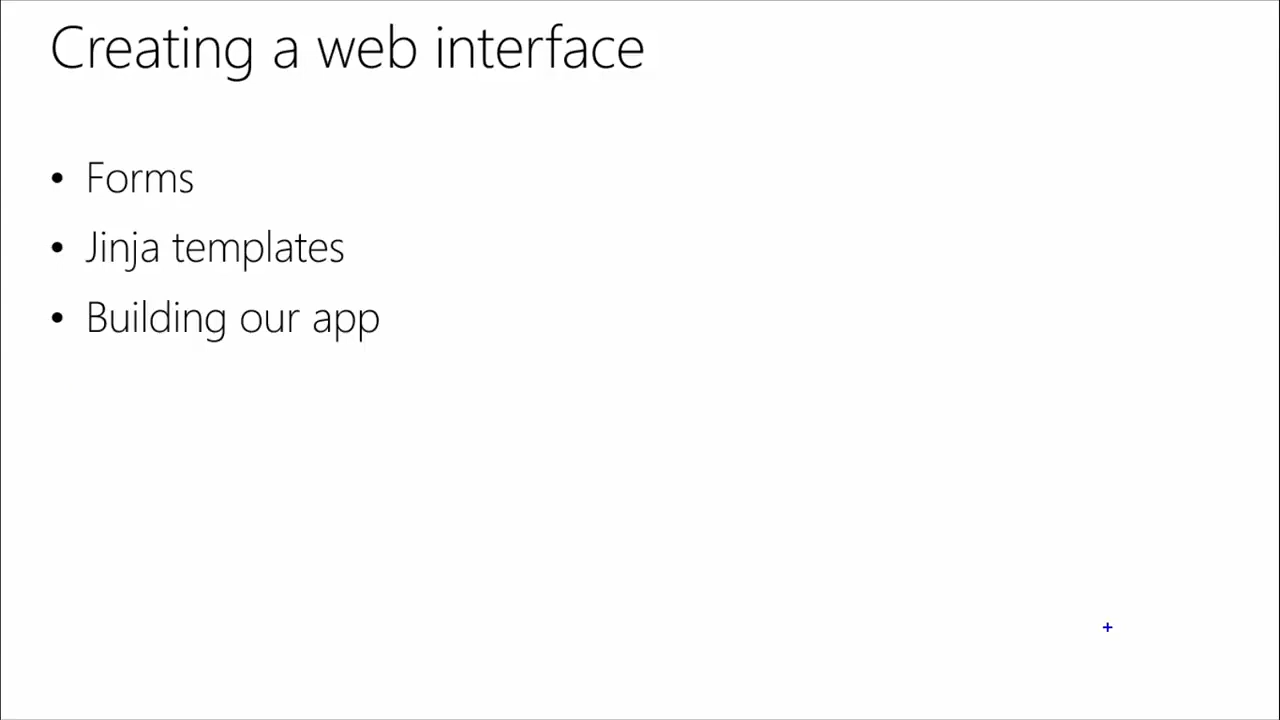 Creating a web interface
• Forms
• Jinja templates
• Building our app